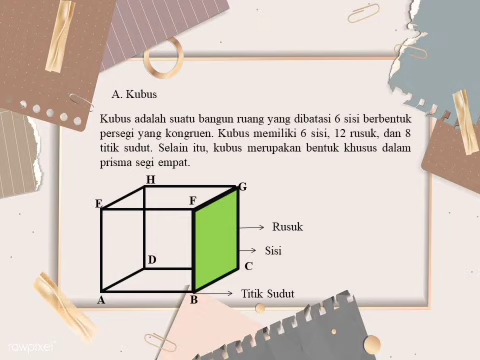 A. Kubus
Kubus adalah suatu bangun ruang yang dibatasi 6 sisi berbentuk
persegi yang kongruen. Kubus memiliki 6 sisi, 12 rusuk, dan 8
titik sudut. Selain itu, kubus merupakan bentuk khusus dalam
prisma segi empat.
H
G
E
F
Rusuk
Sisi
D
C
A
B
Titik Sudut
rawpixel